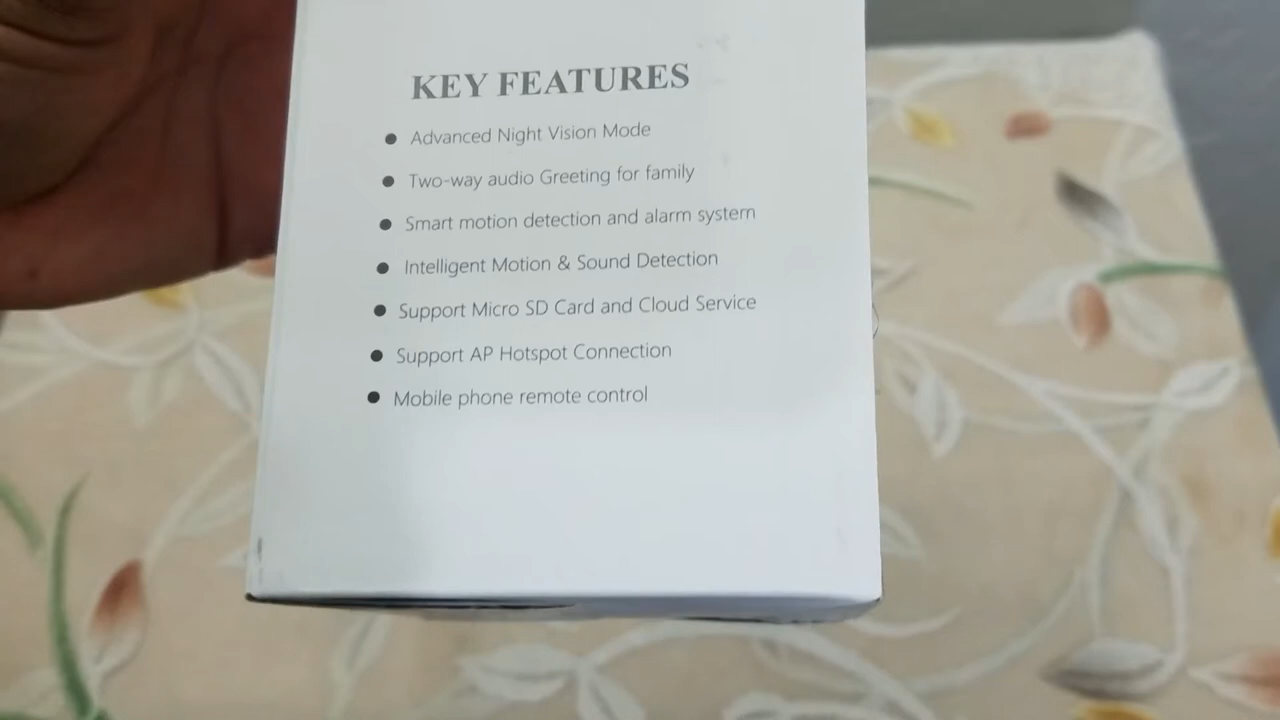 KEY FEATURES
● Advanced Night Vision Mode
● Two-way audio Greeting for family
● Smart motion detection and alarm system
● Intelligent Motion & Sound Detection
● Support Micro SD Card and Cloud Service
● Support AP Hotspot Connection
● Mobile phone remote control